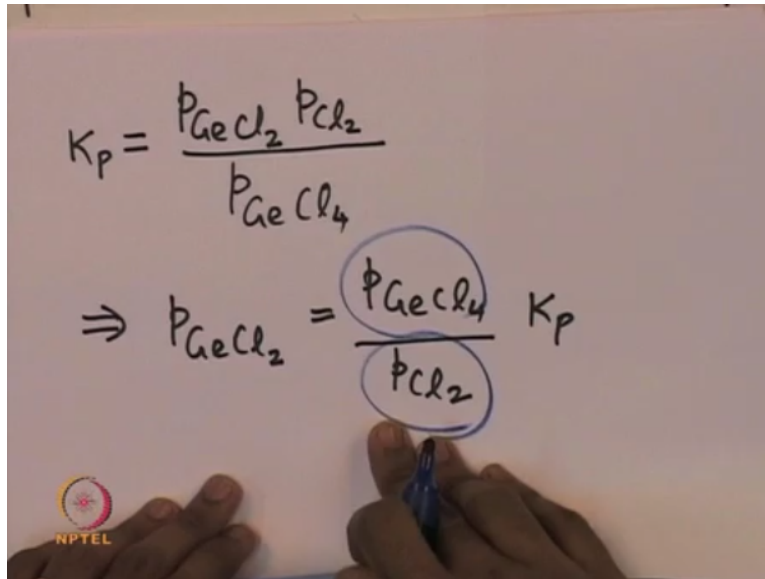 Kp = pGeCl2 pCl2 / pGeCl4
⇒ pGeCl2 = pGeCl4 / pCl2 Kp
NPTEL